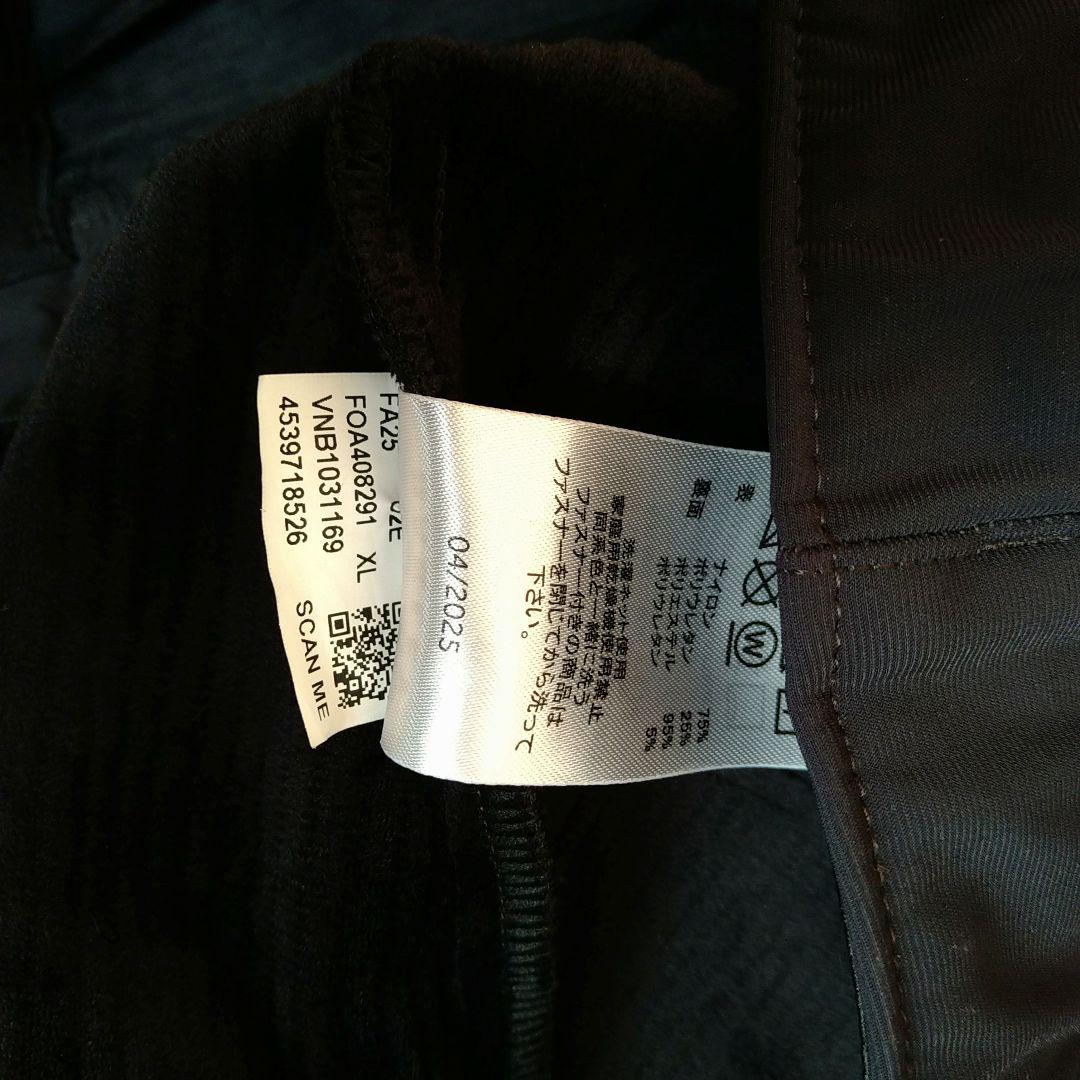 W
表 ナイロン 75%
ポリウレタン 25%
裏面 ポリエステル 95%
ポリウレタン 5%
洗濯ネット使用
家庭用乾燥機使用禁止
同系色と一緒に洗う
ファスナー付きの商品は
ファスナーを閉じてから洗って
下さい。
04/2025
FA25
FOA408291 XL
VNB1031169
4539718526 SCAN ME